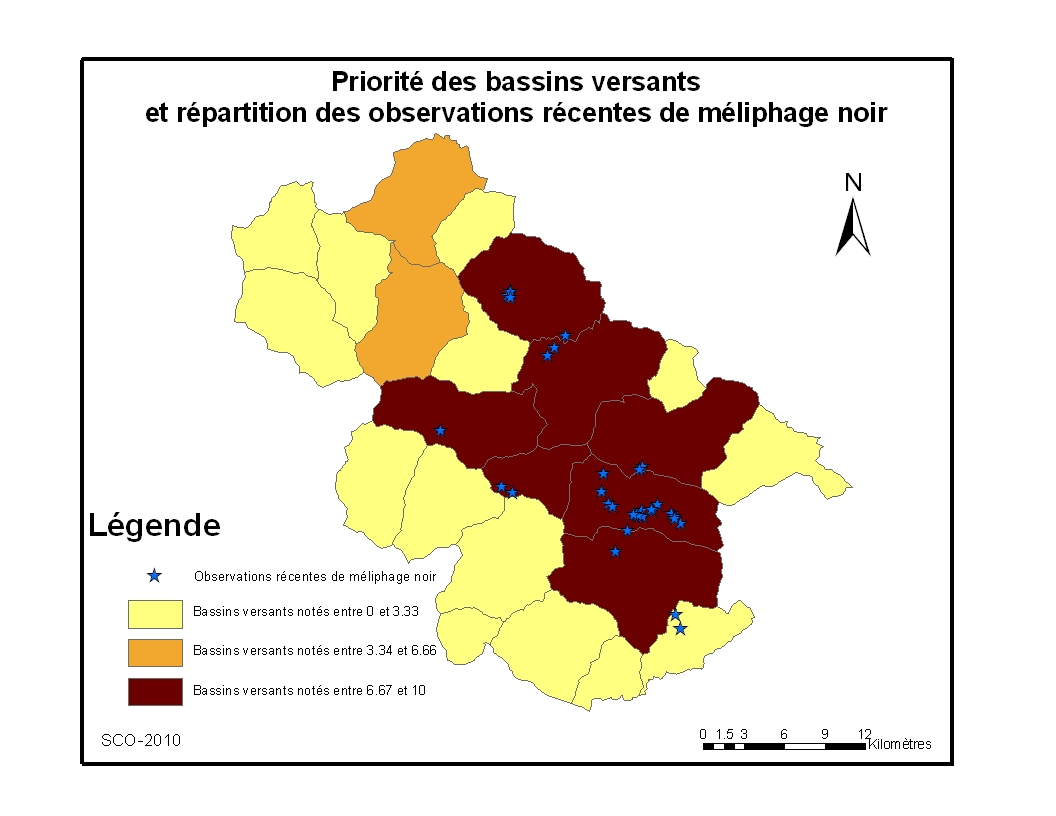 Priorité des bassins versants
et répartition des observations récentes de méliphage noir
N
Légende
Observations récentes de méliphage noir
Bassins versants notés entre 0 et 3.33
Bassins versants notés entre 3.34 et 6.66
Bassins versants notés entre 6.67 et 10
SCO-2010
0 1.5 3 6 9 12
Kilomètres